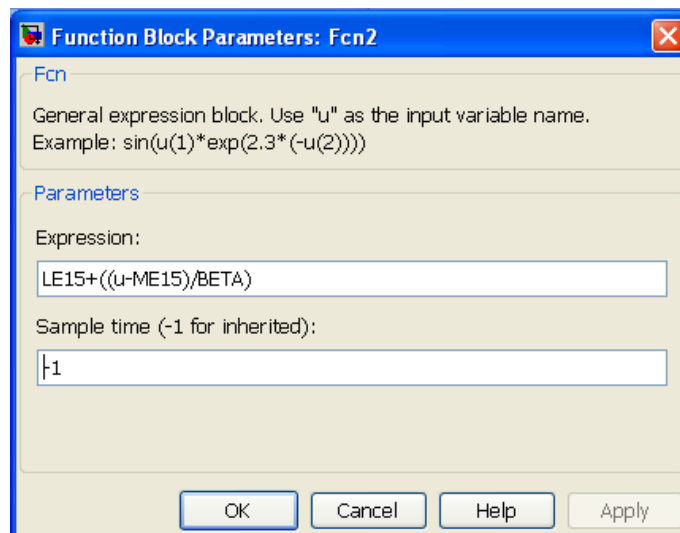 Function Block Parameters: Fcn2
Fcn
General expression block. Use "u" as the input variable name.
Example: sin(u(1)*exp(2.3*(-u(2))))
Parameters
Expression:
LE15+((u-ME15)/BETA)
Sample time (-1 for inherited):
-1
OK
Cancel
Help
Apply